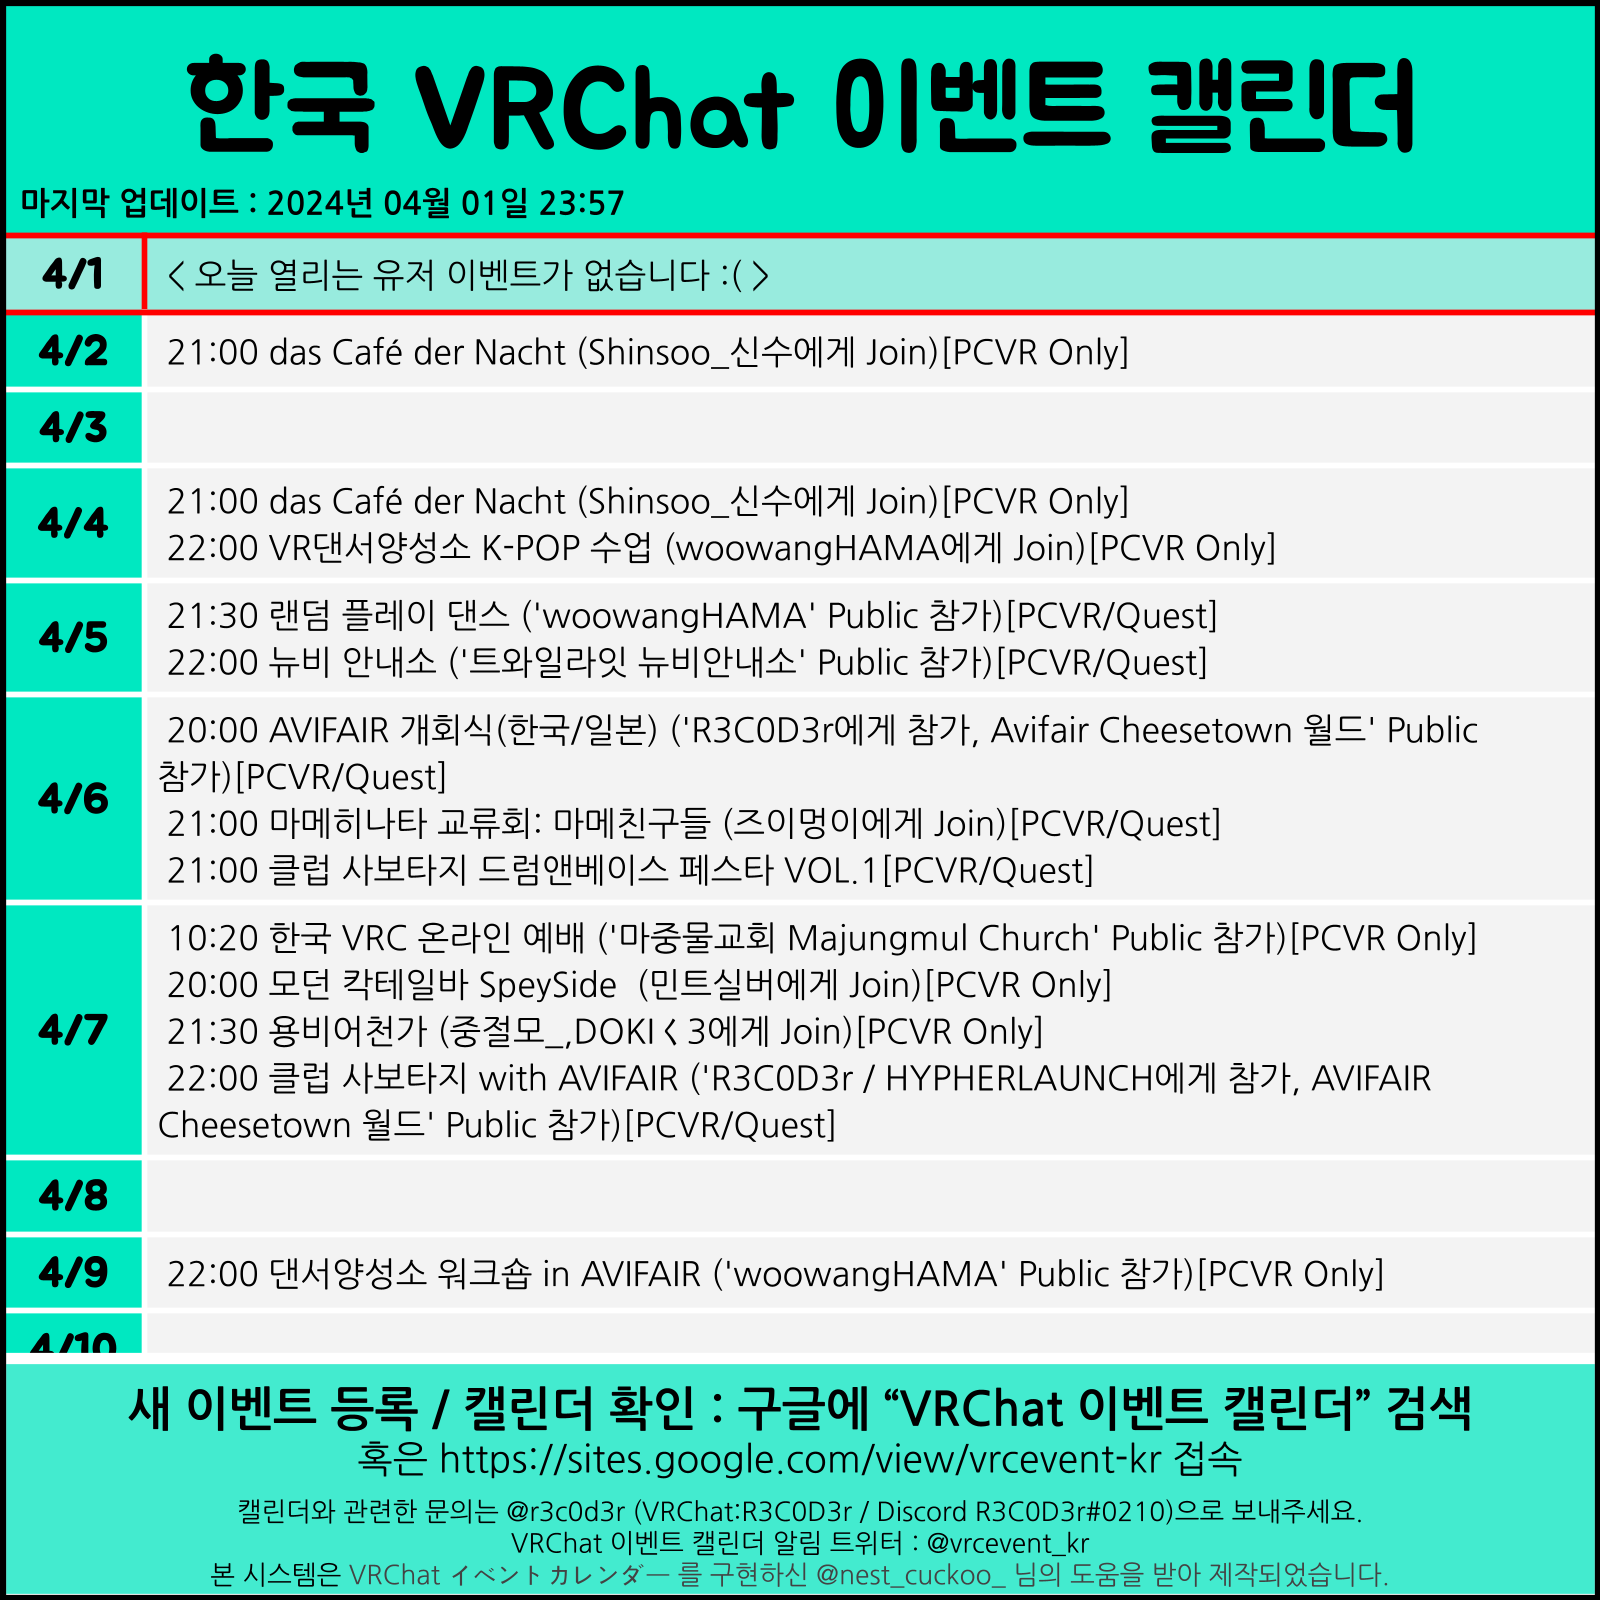 한국 VRChat 이벤트 캘린더
마지막 업데이트 : 2024년 04월 01일 23:57
4/1
< 오늘 열리는 유저 이벤트가 없습니다 :( >
4/2
21:00 das Café der Nacht (Shinsoo_신수에게 Join)[PCVR Only]
4/3
4/4
21:00 das Café der Nacht (Shinsoo_신수에게 Join)[PCVR Only]
22:00 VR댄서양성소 K-POP 수업 (woowangHAMA에게 Join)[PCVR Only]
4/5
21:30 랜덤 플레이 댄스 ('woowangHAMA' Public 참가)[PCVR/Quest]
22:00 뉴비 안내소 ('트와일라잇 뉴비안내소' Public 참가)[PCVR/Quest]
4/6
20:00 AVIFAIR 개회식(한국/일본) ('R3C0D3r에게 참가, Avifair Cheesetown 월드' Public
참가)[PCVR/Quest]
21:00 마메히나타 교류회: 마메친구들 (즈이멍이에게 Join)[PCVR/Quest]
21:00 클럽 사보타지 드럼앤베이스 페스타 VOL.1[PCVR/Quest]
4/7
10:20 한국 VRC 온라인 예배 ('마중물교회 Majungmul Church' Public 참가)[PCVR Only]
20:00 모던 칵테일바 SpeySide  (민트실버에게 Join)[PCVR Only]
21:30 용비어천가 (중절모_,DOKIく3에게 Join)[PCVR Only]
22:00 클럽 사보타지 with AVIFAIR ('R3C0D3r / HYPHERLAUNCH에게 참가, AVIFAIR
Cheesetown 월드' Public 참가)[PCVR/Quest]
4/8
4/9
22:00 댄서양성소 워크숍 in AVIFAIR ('woowangHAMA' Public 참가)[PCVR Only]
4/10
새 이벤트 등록 / 캘린더 확인 : 구글에 “VRChat 이벤트 캘린더” 검색
혹은 https://sites.google.com/view/vrcevent-kr 접속
캘린더와 관련한 문의는 @r3c0d3r (VRChat:R3C0D3r / Discord R3C0D3r#0210)으로 보내주세요.
VRChat 이벤트 캘린더 알림 트위터 : @vrcevent_kr
본 시스템은 VRChat イベントカレンダー 를 구현하신 @nest_cuckoo_ 님의 도움을 받아 제작되었습니다.